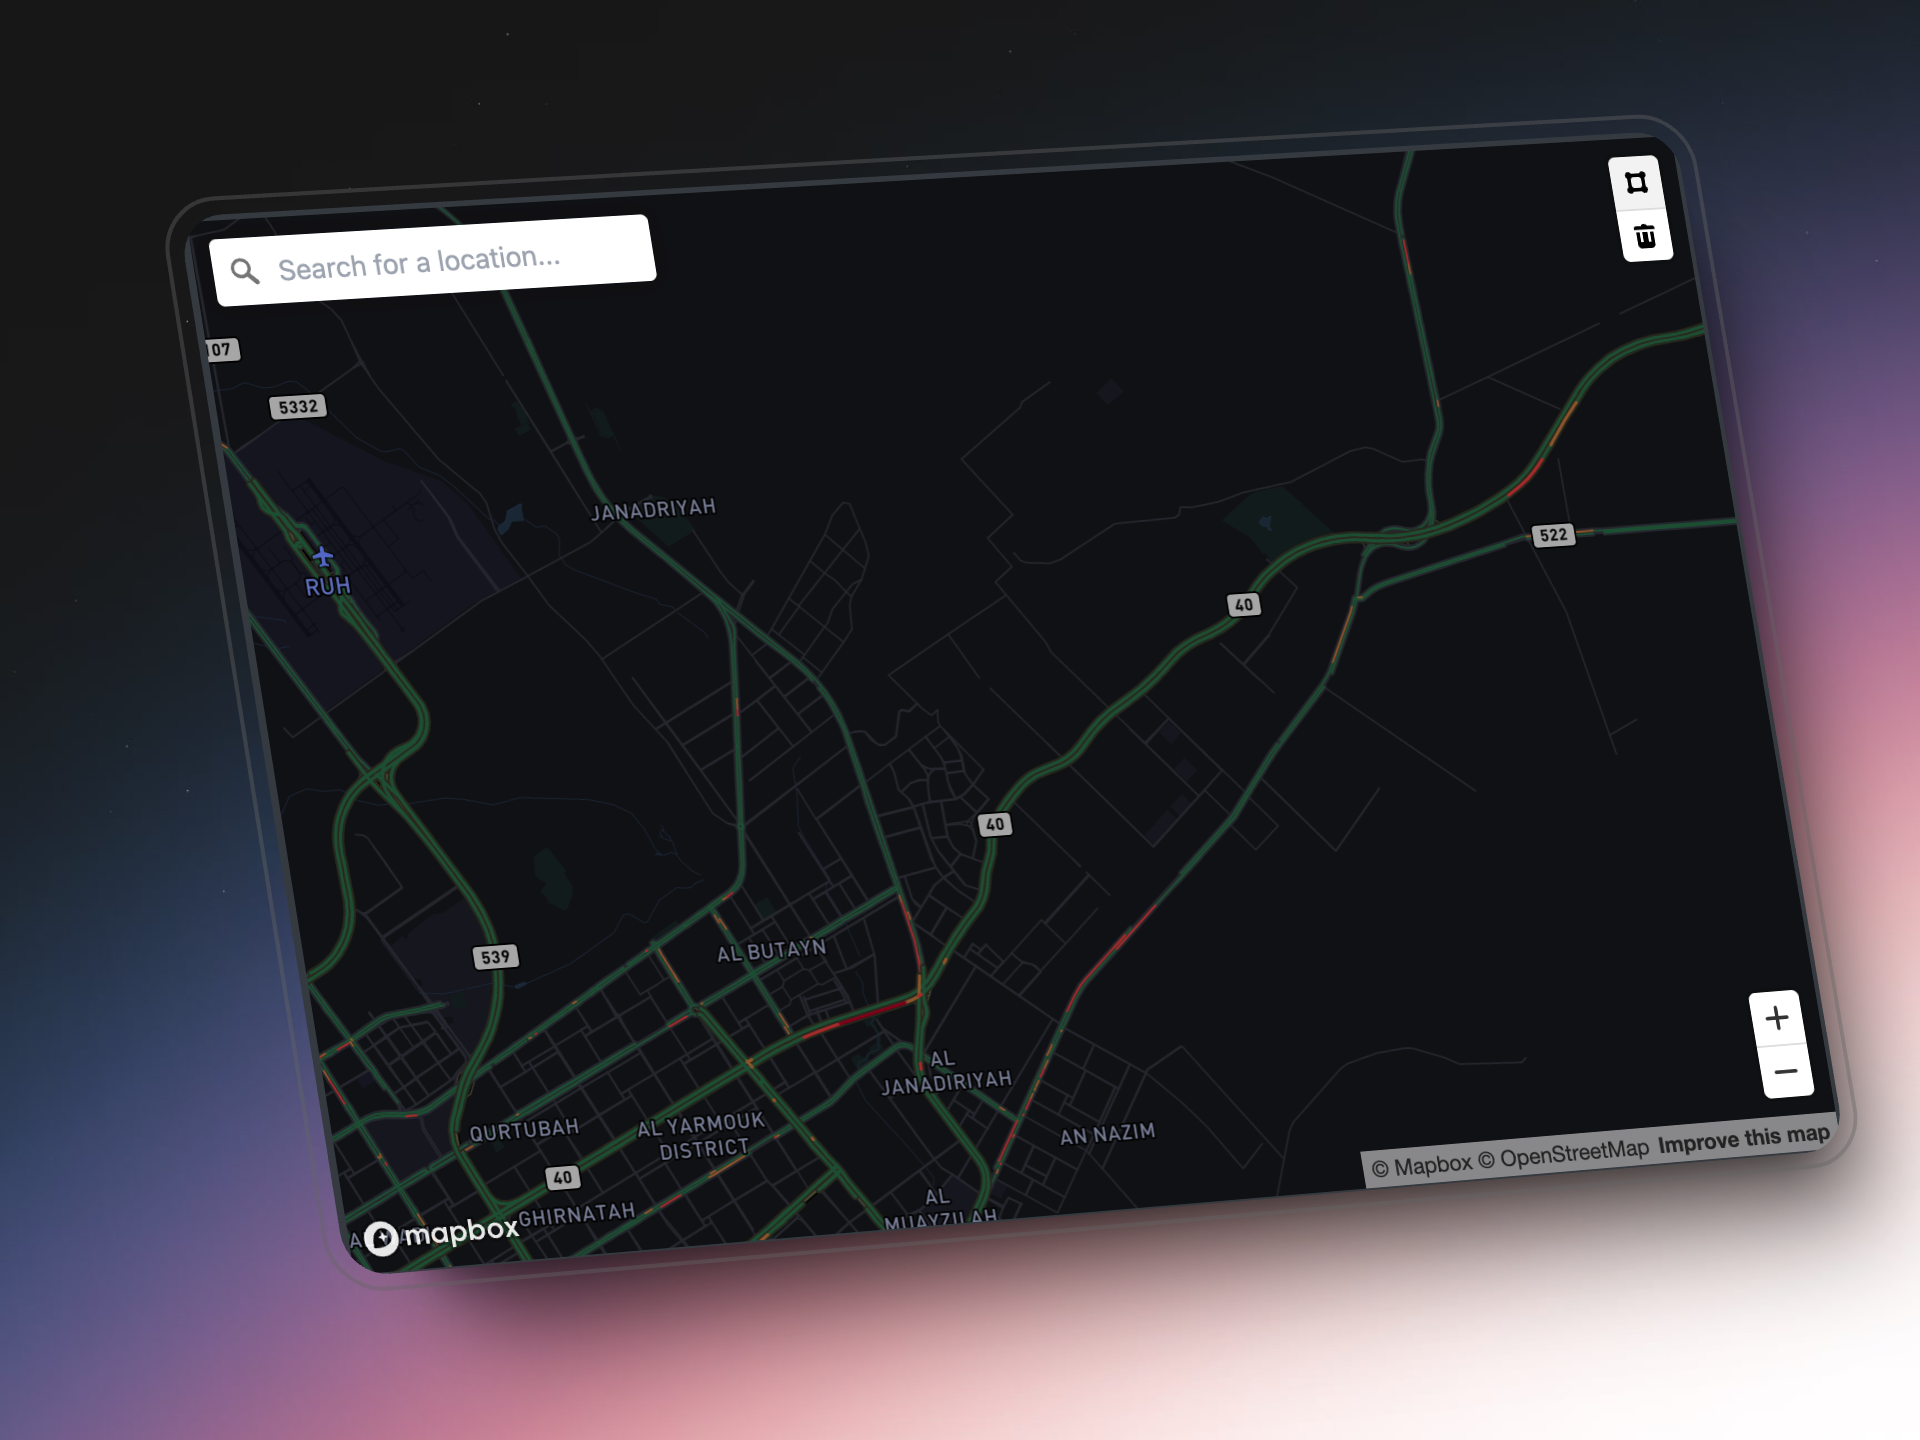 Search for a location...
07
5332
JANADRIYAH
RUH
522
40
40
539
AL BUTAYN
AL
JANADIRIYAH
QURTUBAH
AL YARMOUK
DISTRICT
AN NAZIM
40
GHIRNATAH
AL
MUAYZILAH
mapbox
© Mapbox © OpenStreetMap Improve this map